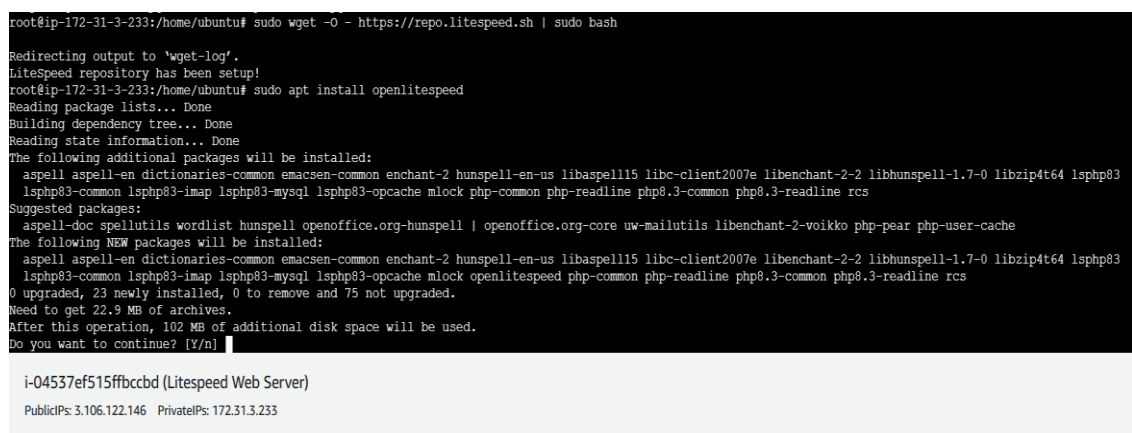 root@ip-172-31-3-233:/home/ubuntu# sudo wget -O - https://repo.litespeed.sh | sudo bash
Redirecting output to ‘wget-log’.
LiteSpeed repository has been setup!
root@ip-172-31-3-233:/home/ubuntu# sudo apt install openlitespeed
Reading package lists... Done
Building dependency tree... Done
Reading state information... Done
The following additional packages will be installed:
aspell aspell-en dictionaries-common emacsen-common enchant-2 hunspell-en-us libaspell15 libc-client2007e libenchant-2-2 libhunspell-1.7-0 libzip4t64 lsphp83
lsphp83-common lsphp83-imap lsphp83-mysql lsphp83-opcache mlock php-common php-readline php8.3-common php8.3-readline rcs
Suggested packages:
aspell-doc spellutils wordlist hunspell openoffice.org-hunspell | openoffice.org-core uw-mailutils libenchant-2-voikko php-pear php-user-cache
The following NEW packages will be installed:
aspell aspell-en dictionaries-common emacsen-common enchant-2 hunspell-en-us libaspell15 libc-client2007e libenchant-2-2 libhunspell-1.7-0 libzip4t64 lsphp83
lsphp83-common lsphp83-imap lsphp83-mysql lsphp83-opcache mlock openlitespeed php-common php-readline php8.3-common php8.3-readline rcs
0 upgraded, 23 newly installed, 0 to remove and 75 not upgraded.
Need to get 22.9 MB of archives.
After this operation, 102 MB of additional disk space will be used.
Do you want to continue? [Y/n]
i-04537ef515ffbccbd (Litespeed Web Server)
PublicIPs: 3.106.122.146 PrivateIPs: 172.31.3.233